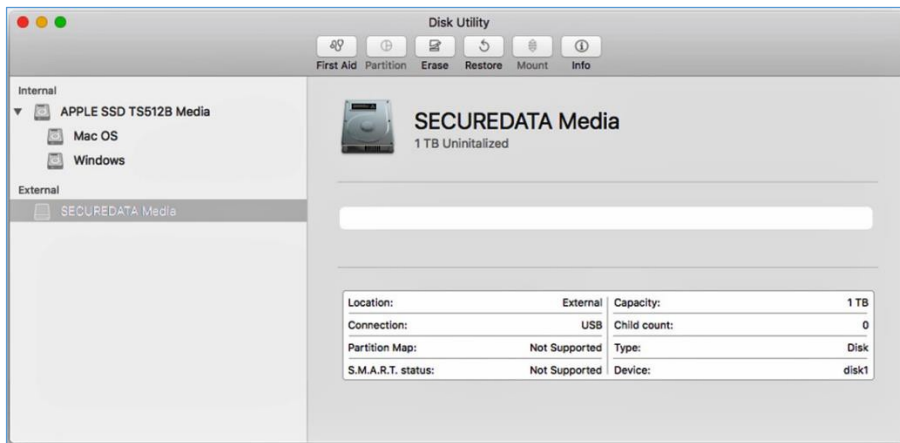 Disk Utility
First Aid Partition Erase Restore Mount Info
Internal
APPLE SSD TS512B Media
Mac OS
Windows
External
SECUREDATA Media
SECUREDATA Media
1 TB Uninitalized
Location: External Capacity: 1 TB
Connection: USB Child count: 0
Partition Map: Not Supported Type: Disk
S.M.A.R.T. status: Not Supported Device: disk1